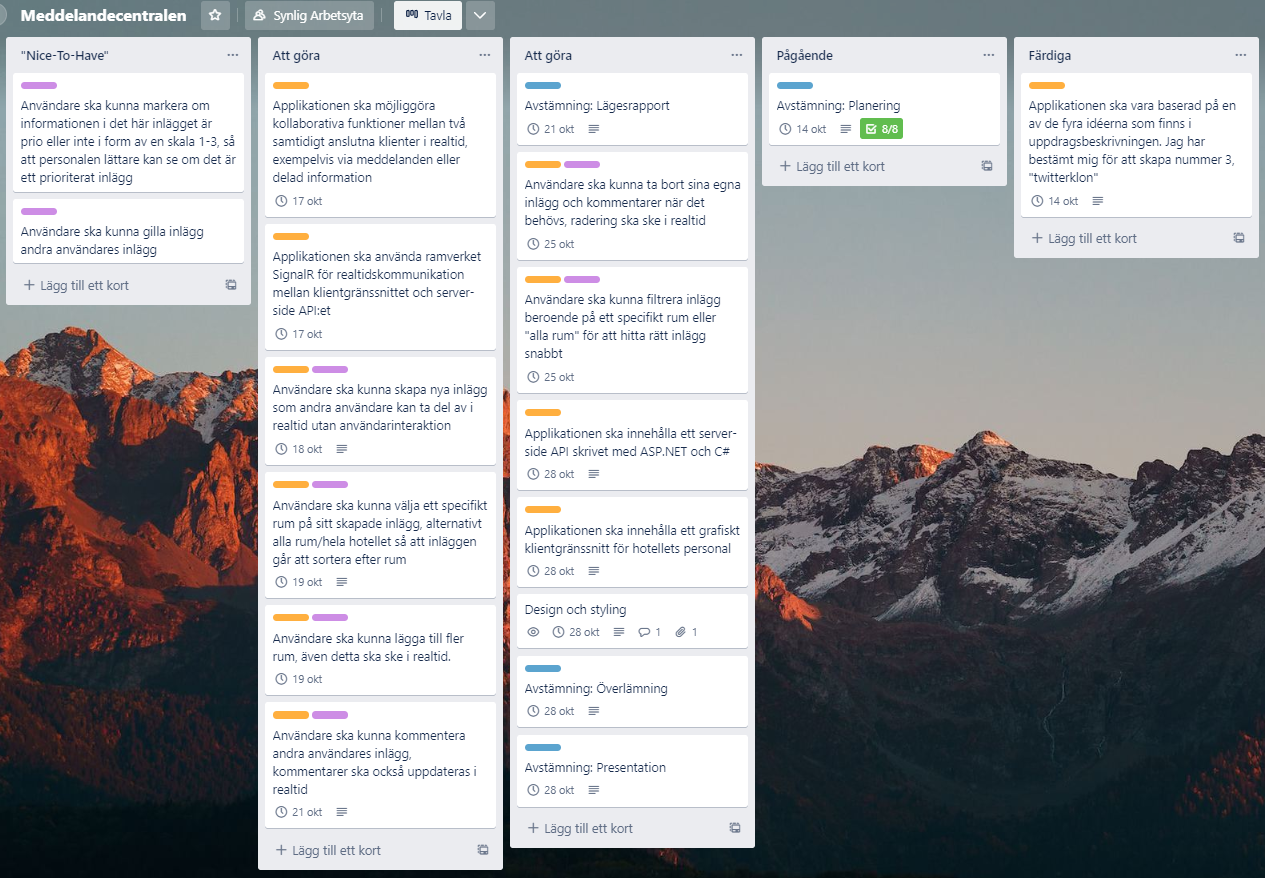 Meddelandecentralen
Synlig Arbetsyta
Tavla
"Nice-To-Have"
Användare ska kunna markera om
informationen i det här inlägget är
prio eller inte i form av en skala 1-3, så
att personalen lättare kan se om det är
ett prioriterat inlägg
Användare ska kunna gilla inlägg
andra användares inlägg
+ Lägg till ett kort
Att göra
Applikationen ska möjliggöra
kollaborativa funktioner mellan två
samtidigt anslutna klienter i realtid,
exempelvis via meddelanden eller
delad information
17 okt
Applikationen ska använda ramverket
SignalR för realtidskommunikation
mellan klientgränssnittet och server-
side API:et
17 okt
Användare ska kunna skapa nya inlägg
som andra användare kan ta del av i
realtid utan användarinteraktion
18 okt
Användare ska kunna välja ett specifikt
rum på sitt skapade inlägg, alternativt
alla rum/hela hotellet så att inläggen
går att sortera efter rum
19 okt
Användare ska kunna lägga till fler
rum, även detta ska ske i realtid.
19 okt
Användare ska kunna kommentera
andra användares inlägg,
kommentarer ska också uppdateras i
realtid
21 okt
+ Lägg till ett kort
Att göra
Avstämning: Lägesrapport
21 okt
Användare ska kunna ta bort sina egna
inlägg och kommentarer när det
behövs, radering ska ske i realtid
25 okt
Användare ska kunna filtrera inlägg
beroende på ett specifikt rum eller
"alla rum" för att hitta rätt inlägg
snabbt
25 okt
Applikationen ska innehålla ett server-
side API skrivet med ASP.NET och C#
28 okt
Applikationen ska innehålla ett grafiskt
klientgränssnitt för hotellets personal
28 okt
Design och styling
28 okt 1 1
Avstämning: Överlämning
28 okt
Avstämning: Presentation
28 okt
+ Lägg till ett kort
Pågående
Avstämning: Planering
14 okt 8/8
+ Lägg till ett kort
Färdiga
Applikationen ska vara baserad på en
av de fyra idéerna som finns i
uppdragsbeskrivningen. Jag har
bestämt mig för att skapa nummer 3,
"twitterklon"
14 okt
+ Lägg till ett kort